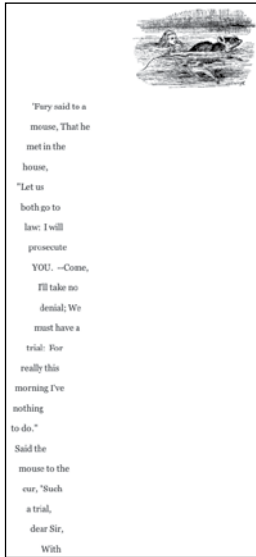 'Fury said to a
mouse, That he
met in the
house,
"Let us
both go to
law: I will
prosecute
YOU. —Come,
I'll take no
denial; We
must have a
trial: For
really this
morning I've
nothing
to do."
Said the
mouse to the
cur, "Such
a trial,
dear Sir,
With